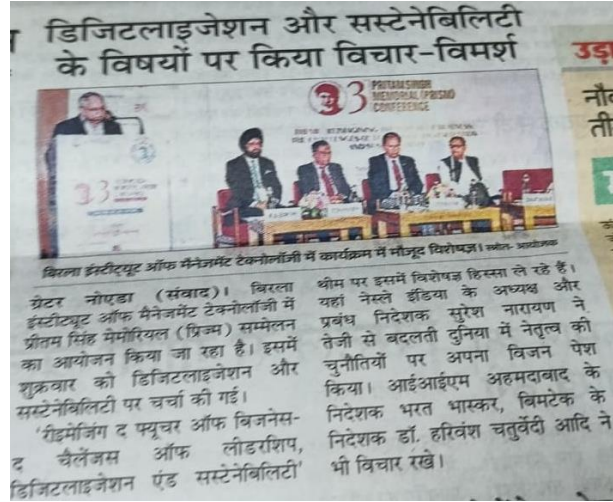 डिजिटलाइजेशन और सस्टेनेबिलिटी
के विषयों पर किया विचार-विमर्श
3 PRITAM SINGH
MEMORIAL (PRISM)
CONFERENCE
बिरला इंस्टीट्यूट ऑफ मैनेजमेंट टेक्नोलॉजी में कार्यक्रम में मौजूद विशेषज्ञ। स्रोत- आयोजक
ग्रेटर नोएडा (संवाद)। बिरला
इंस्टीट्यूट ऑफ मैनेजमेंट टेक्नोलॉजी में
प्रीतम सिंह मेमोरियल (प्रिज्म) सम्मेलन
का आयोजन किया जा रहा है। इसमें
शुक्रवार को डिजिटलाइजेशन और
सस्टेनेबिलिटी पर चर्चा की गई।
'रीइमेजिंग द फ्यूचर ऑफ बिजनेस-
द चैलेंजस ऑफ लीडरशिप,
डिजिटलाइजेशन एंड सस्टेनेबिलिटी'
थीम पर इसमें विशेषज्ञ हिस्सा ले रहे हैं।
यहां नेस्ले इंडिया के अध्यक्ष और
प्रबंध निदेशक सुरेश नारायण ने
तेजी से बदलती दुनिया में नेतृत्व की
चुनौतियों पर अपना विजन पेश
किया। आईआईएम अहमदाबाद के
निदेशक भरत भास्कर, बिमटेक के
निदेशक डॉ. हरिवंश चतुर्वेदी आदि ने
भी विचार रखे।